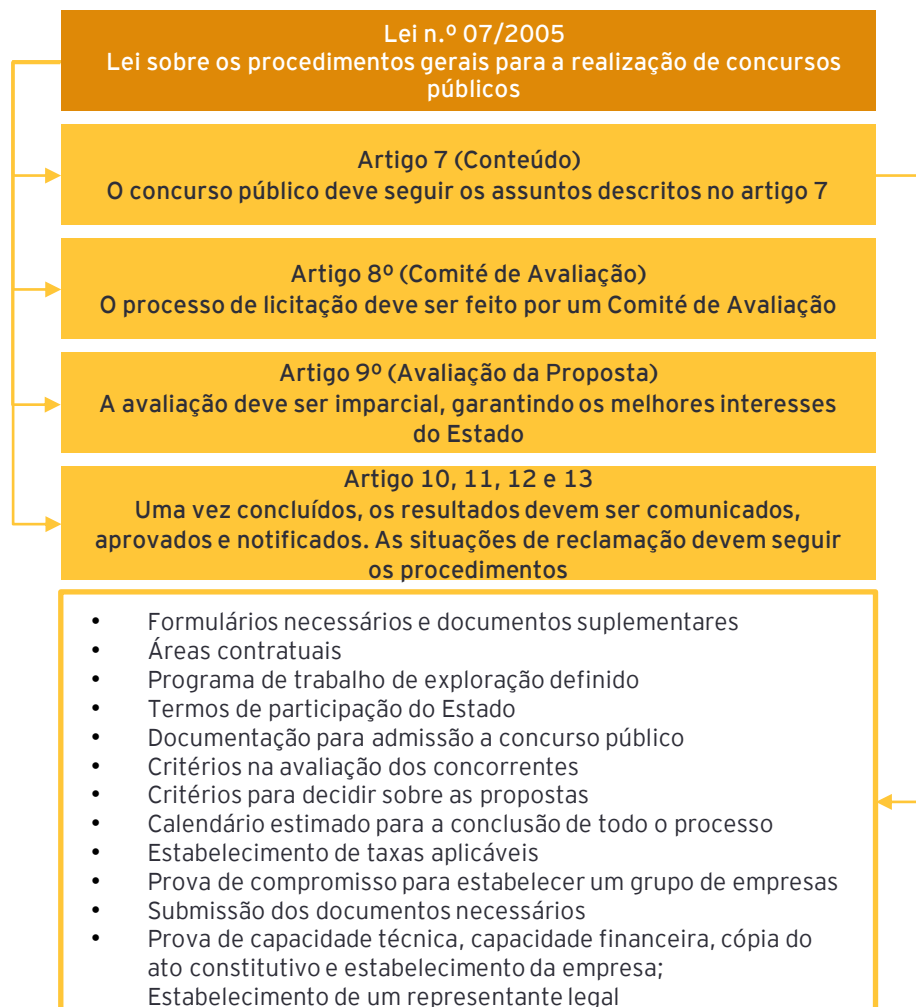 Lei n.º 07/2005
Lei sobre os procedimentos gerais para a realização de concursos
públicos
Artigo 7 (Conteúdo)
O concurso público deve seguir os assuntos descritos no artigo 7
Artigo 8º (Comité de Avaliação)
O processo de licitação deve ser feito por um Comité de Avaliação
Artigo 9º (Avaliação da Proposta)
A avaliação deve ser imparcial, garantindo os melhores interesses
do Estado
Artigo 10, 11, 12 e 13
Uma vez concluídos, os resultados devem ser comunicados,
aprovados e notificados. As situações de reclamação devem seguir
os procedimentos
• Formulários necessários e documentos suplementares
• Áreas contratuais
• Programa de trabalho de exploração definido
• Termos de participação do Estado
• Documentação para admissão a concurso público
• Critérios na avaliação dos concorrentes
• Critérios para decidir sobre as propostas
• Calendário estimado para a conclusão de todo o processo
• Estabelecimento de taxas aplicáveis
• Prova de compromisso para estabelecer um grupo de empresas
• Submissão dos documentos necessários
• Prova de capacidade técnica, capacidade financeira, cópia do
ato constitutivo e estabelecimento da empresa;
Estabelecimento de um representante legal